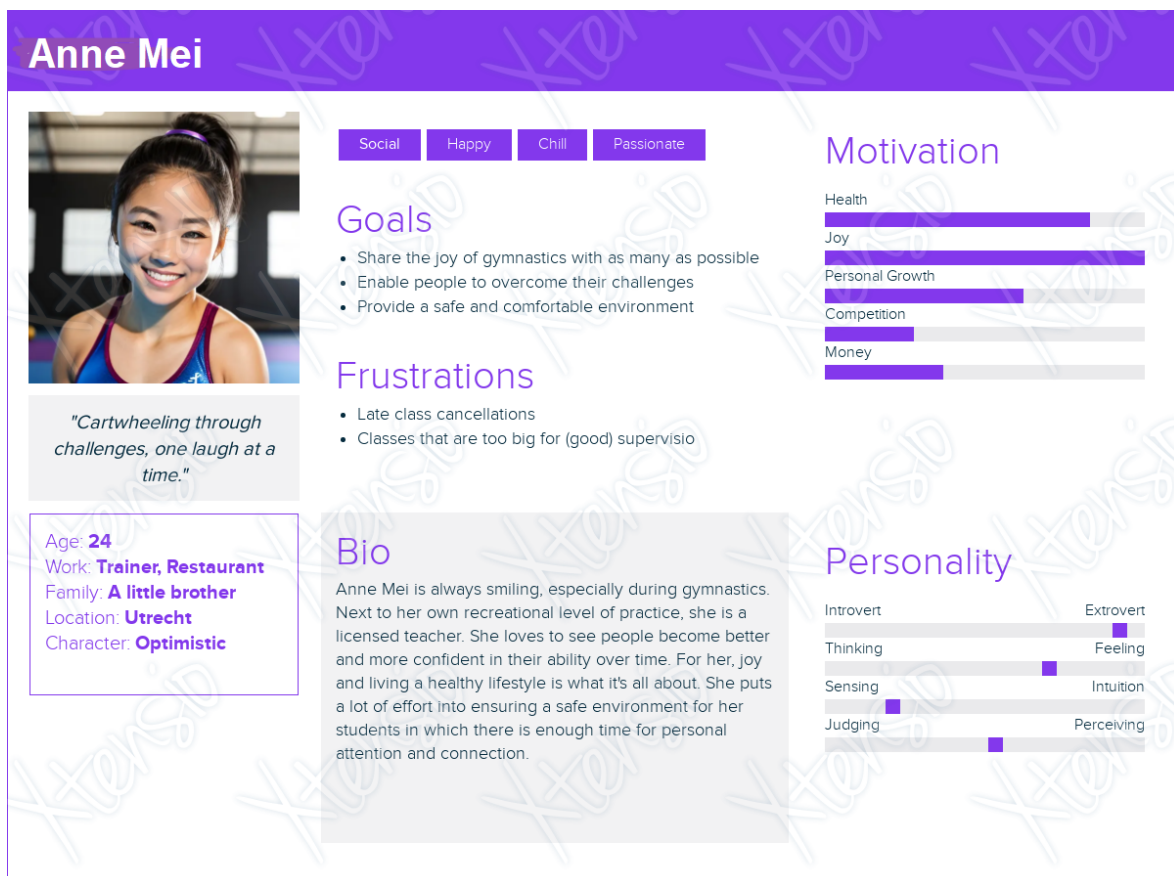 Anne Mei
Social
Happy
Chill
Passionate
Goals
• Share the joy of gymnastics with as many as possible
• Enable people to overcome their challenges
• Provide a safe and comfortable environment
Frustrations
• Late class cancellations
• Classes that are too big for (good) supervisio
"Cartwheeling through
challenges, one laugh at a
time."
Age: 24
Work: Trainer, Restaurant
Family: A little brother
Location: Utrecht
Character: Optimistic
Bio
Anne Mei is always smiling, especially during gymnastics.
Next to her own recreational level of practice, she is a
licensed teacher. She loves to see people become better
and more confident in their ability over time. For her, joy
and living a healthy lifestyle is what it's all about. She puts
a lot of effort into ensuring a safe environment for her
students in which there is enough time for personal
attention and connection.
Motivation
Health
Joy
Personal Growth
Competition
Money
Personality
Introvert Extrovert
Thinking Feeling
Sensing Intuition
Judging Perceiving
Xtensio